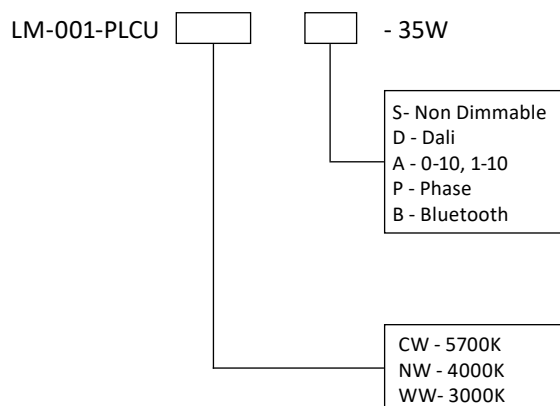 LM-001-PLCU - 35W
S- Non Dimmable
D - Dali
A - 0-10, 1-10
P - Phase
B - Bluetooth
CW - 5700K
NW - 4000K
WW- 3000K